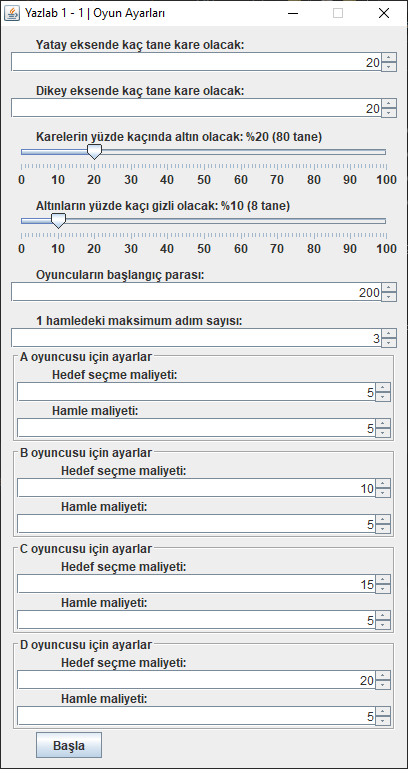 Yazlab 1 - 1 | Oyun Ayarları
Yatay eksende kaç tane kare olacak:
20
Dikey eksende kaç tane kare olacak:
20
Karelerin yüzde kaçında altın olacak: %20 (80 tane)
0 10 20 30 40 50 60 70 80 90 100
Altınların yüzde kaçı gizli olacak: %10 (8 tane)
0 10 20 30 40 50 60 70 80 90 100
Oyuncuların başlangıç parası:
200
1 hamledeki maksimum adım sayısı:
3
A oyuncusu için ayarlar
Hedef seçme maliyeti:
5
Hamle maliyeti:
5
B oyuncusu için ayarlar
Hedef seçme maliyeti:
10
Hamle maliyeti:
5
C oyuncusu için ayarlar
Hedef seçme maliyeti:
15
Hamle maliyeti:
5
D oyuncusu için ayarlar
Hedef seçme maliyeti:
20
Hamle maliyeti:
5
Başla